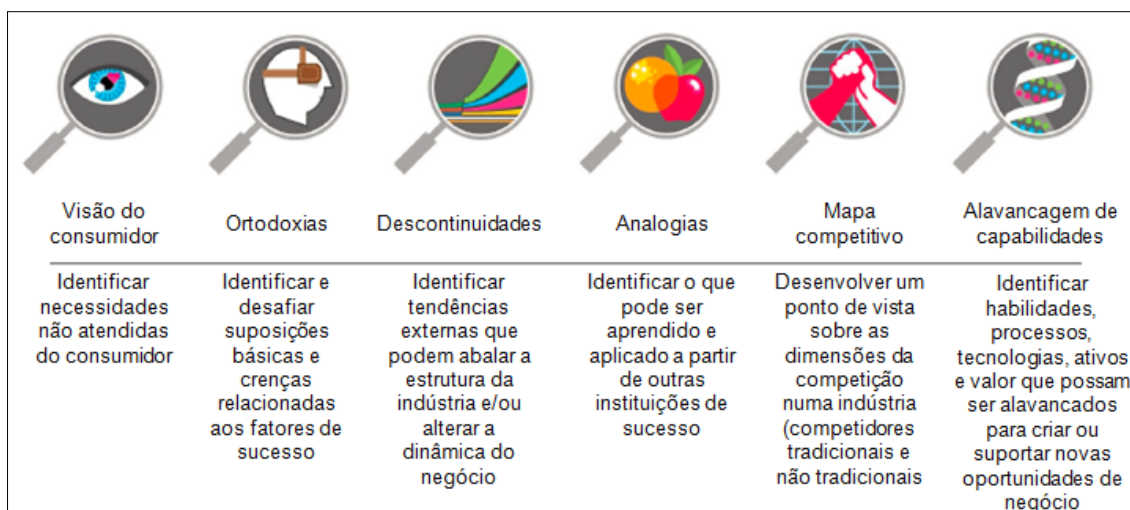 Visão do
consumidor
Ortodoxias
Descontinuidades
Analogias
Mapa
competitivo
Alavancagem de
capabilidades
Identificar
necessidades
não atendidas
do consumidor
Identificar e
desafiar
suposições
básicas e
crenças
relacionadas
aos fatores de
sucesso
Identificar
tendências
externas que
podem abalar a
estrutura da
indústria e/ou
alterar a
dinâmica do
negócio
Identificar o que
pode ser
aprendido e
aplicado a partir
de outras
instituições de
sucesso
Desenvolver um
ponto de vista
sobre as
dimensões da
competição
numa indústria
(competidores
tradicionais e
não tradicionais
Identificar
habilidades,
processos,
tecnologias, ativos
e valor que possam
ser alavancados
para criar ou
suportar novas
oportunidades de
negócio